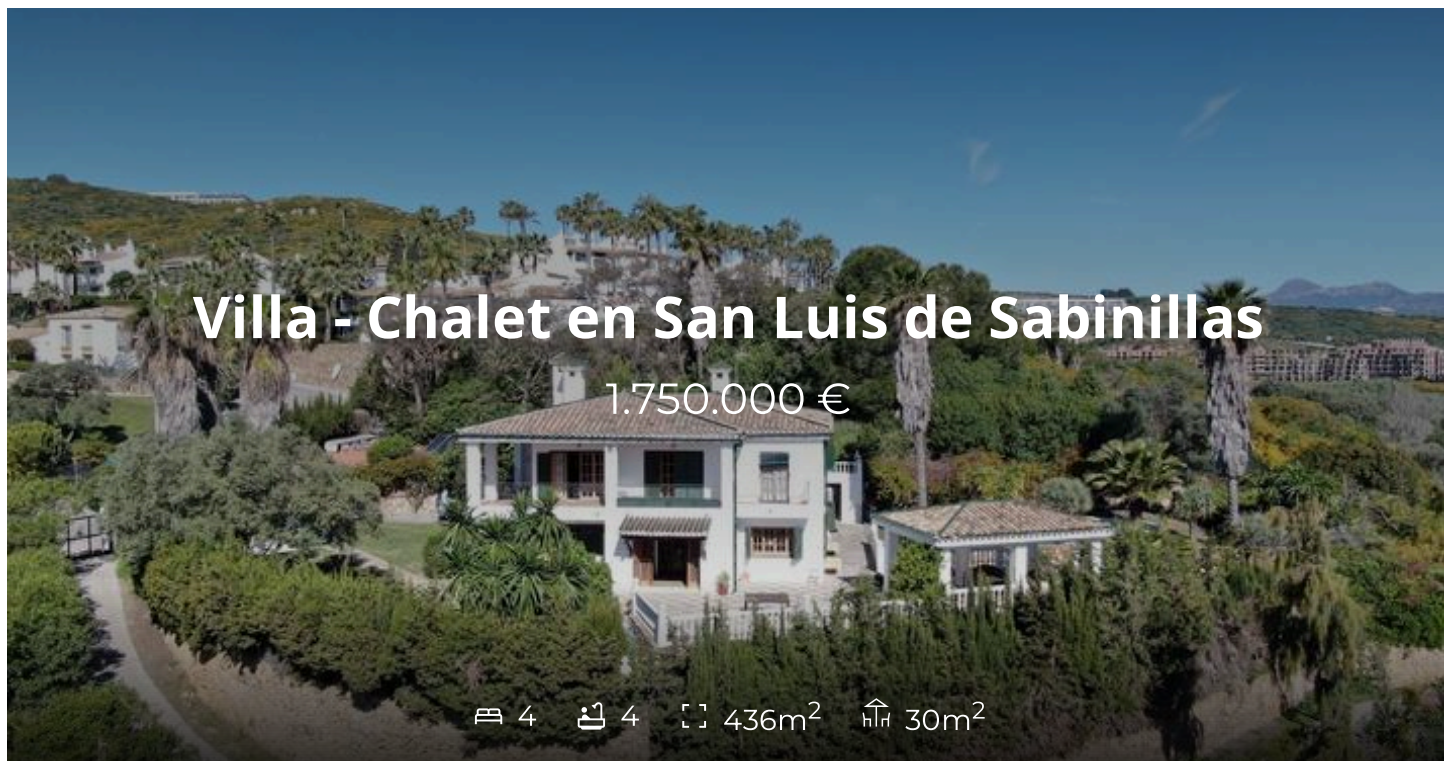 Villa - Chalet en San Luis de Sabinillas
1.750.000 €
4 4 436m² 30m²